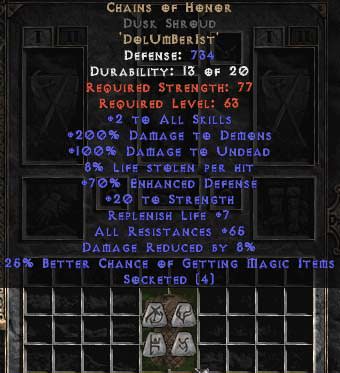 Chains of Honor
Dusk Shroud
'DolUmBerIst'
Defense: 734
Durability: 13 of 20
Required Strength: 77
Required Level: 63
+2 to All Skills
+200% Damage to Demons
+100% Damage to Undead
8% Life stolen per hit
+70% Enhanced Defense
+20 to Strength
Replenish Life +7
All Resistances +65
Damage Reduced by 8%
25% Better Chance of Getting Magic Items
Socketed (4)